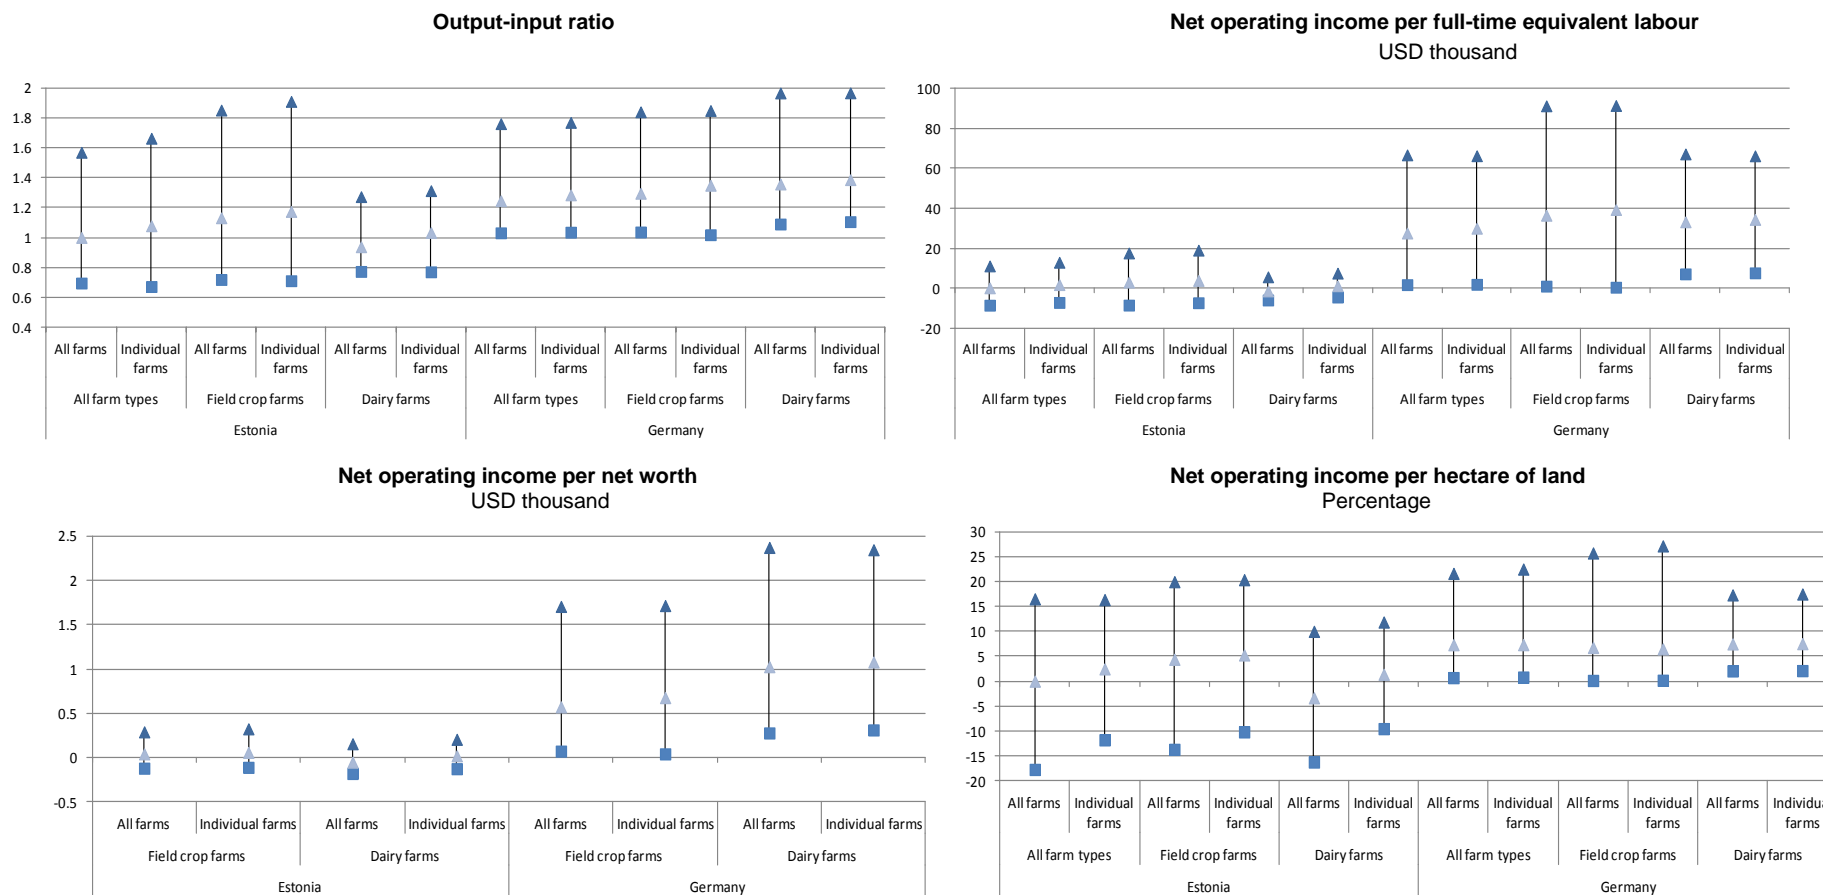 Output-input ratio
2
1.8
1.6
1.4
1.2
1
0.8
0.6
0.4
All farms Individual farms All farms Individual farms All farms Individual farms All farms Individual farms All farms Individual farms All farms Individual farms
All farm types Field crop farms Dairy farms All farm types Field crop farms Dairy farms
Estonia Germany
Net operating income per full-time equivalent labour
USD thousand
100
80
60
40
20
0
-20
All farms Individual farms All farms Individual farms All farms Individual farms All farms Individual farms All farms Individual farms All farms Individual farms
All farm types Field crop farms Dairy farms All farm types Field crop farms Dairy farms
Estonia Germany
Net operating income per net worth
USD thousand
2.5
2
1.5
1
0.5
0
-0.5
All farms Individual farms All farms Individual farms All farms Individual farms All farms Individual farms
Field crop farms Dairy farms Field crop farms Dairy farms
Estonia Germany
Net operating income per hectare of land
Percentage
30
25
20
15
10
5
0
-5
-10
-15
-20
All farms Individual farms All farms Individual farms All farms Individual farms All farms Individual farms All farms Individual farms All farms Individua farms
All farm types Field crop farms Dairy farms All farm types Field crop farms Dairy farms
Estonia Germany